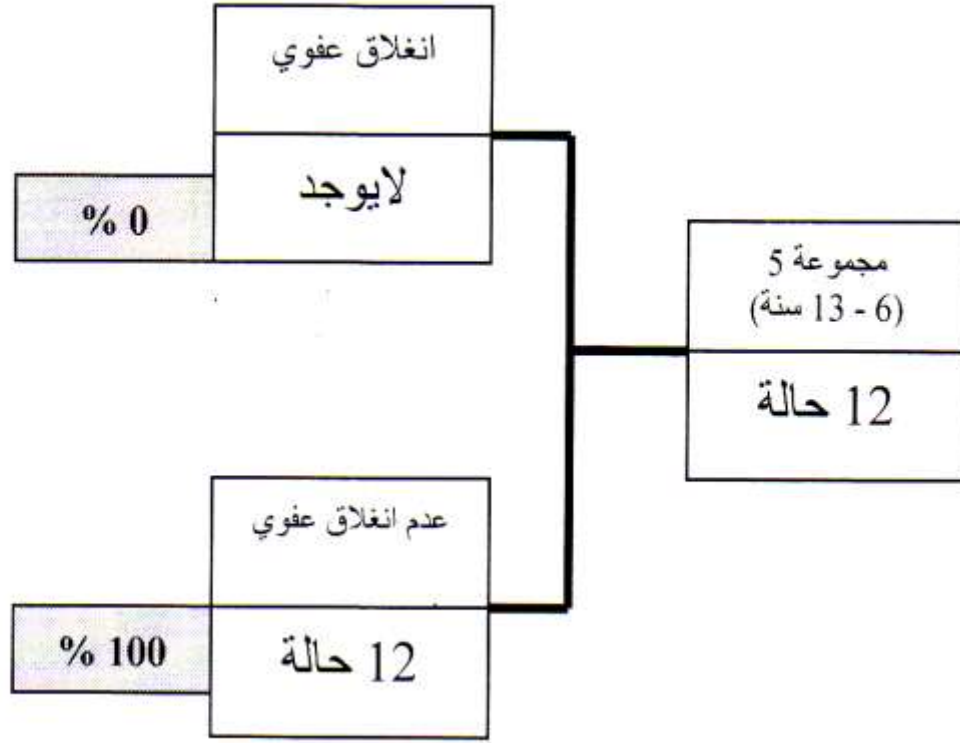 مجموعة 5
(6 - 13 سنة)
12 حالة
انغلاق عفوي
لايوجد
% 0
عدم انغلاق عفوي
12 حالة
% 100